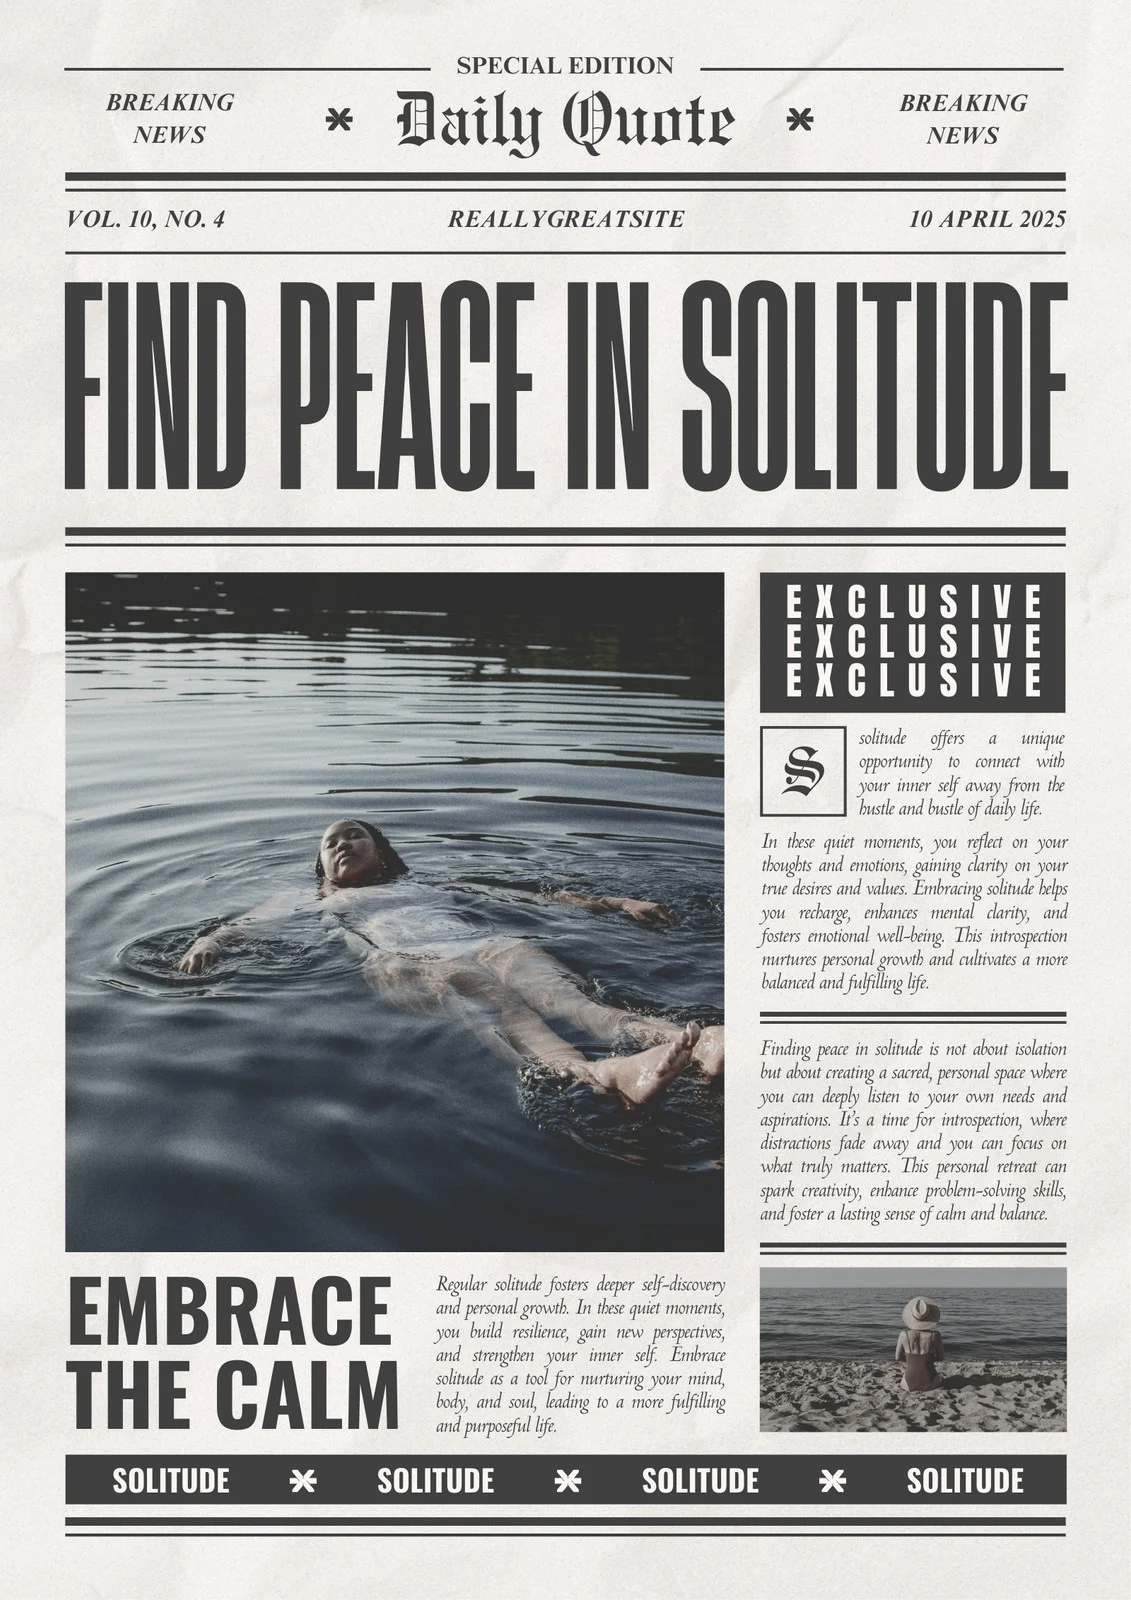 SPECIAL EDITION
BREAKING
NEWS
Daily Quote
BREAKING
NEWS
VOL. 10, NO. 4
REALLYGREATSITE
10 APRIL 2025
FIND PEACE IN SOLITUDE
EXCLUSIVE
EXCLUSIVE
EXCLUSIVE
S
solitude offers a unique
opportunity to connect with
your inner self away from the
hustle and bustle of daily life.
In these quiet moments, you reflect on your
thoughts and emotions, gaining clarity on your
true desires and values. Embracing solitude helps
you recharge, enhances mental clarity, and
fosters emotional well-being. This introspection
nurtures personal growth and cultivates a more
balanced and fulfilling life.
Finding peace in solitude is not about isolation
but about creating a sacred, personal space where
you can deeply listen to your own needs and
aspirations. It's a time for introspection, where
distractions fade away and you can focus on
what truly matters. This personal retreat can
spark creativity, enhance problem-solving skills,
and foster a lasting sense of calm and balance.
EMBRACE
THE CALM
Regular solitude fosters deeper self-discovery
and personal growth. In these quiet moments,
you build resilience, gain new perspectives,
and strengthen your inner self. Embrace
solitude as a tool for nurturing your mind,
body, and soul, leading to a more fulfilling
and purposeful life.
SOLITUDE SOLITUDE SOLITUDE SOLITUDE